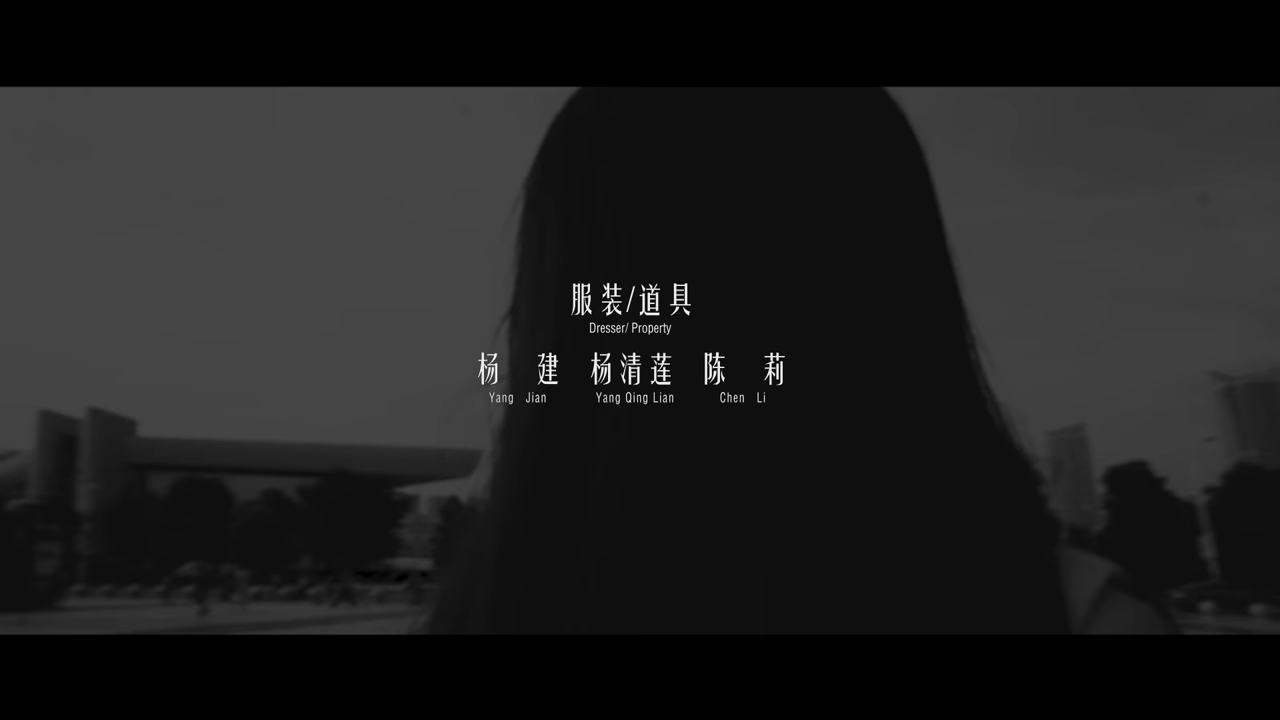 服装/道具
Dresser/ Property
杨 建 杨清莲 陈 莉
Yang Jian Yang Qing Lian Chen Li